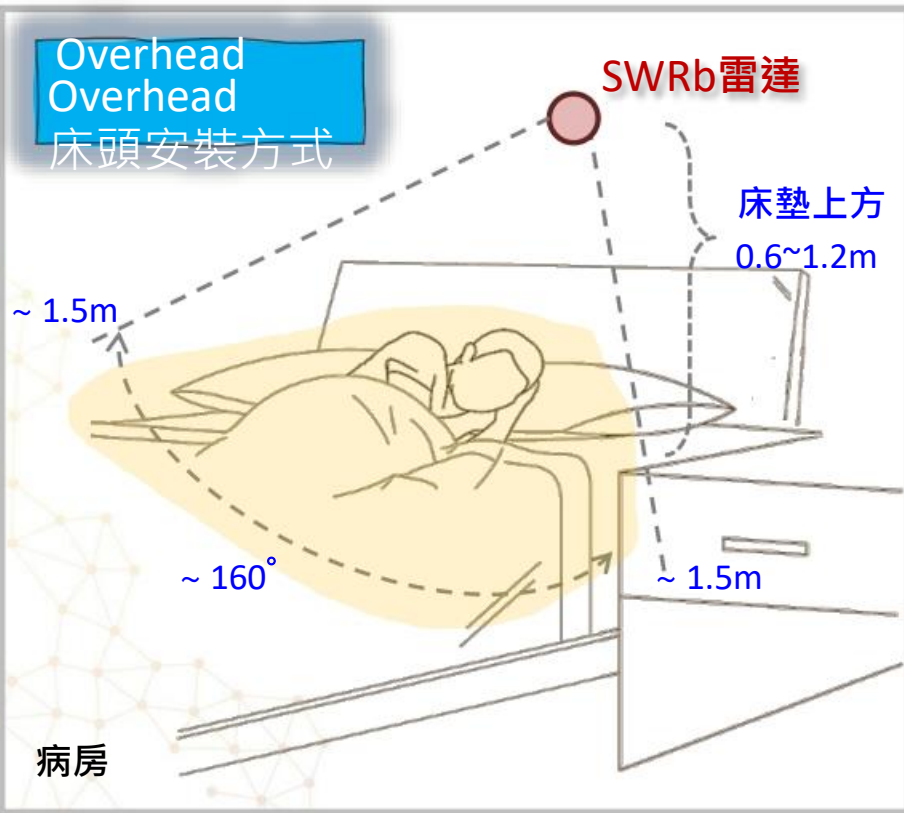 Overhead
Overhead
床頭安裝方式
SWRb雷達
床墊上方
0.6~1.2m
~ 1.5m
~ 160°
~ 1.5m
病房